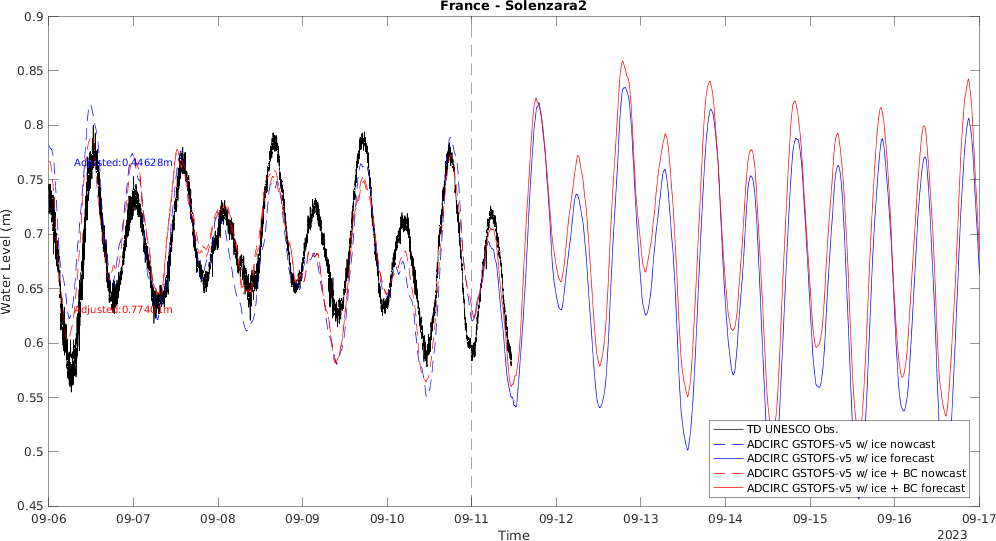 France - Solenzara2
0.9
0.85
0.8
0.75
0.7
0.65
0.6
0.55
0.5
0.45
Water Level (m)
Adjusted:0.44628m
TD UNESCO Obs.
ADCIRC GSTOFS-v5 w/ ice nowcast
ADCIRC GSTOFS-v5 w/ ice forecast
ADCIRC GSTOFS-v5 w/ ice + BC nowcast
ADCIRC GSTOFS-v5 w/ ice + BC forecast
09-06 09-07 09-08 09-09 09-10 09-11 09-12 09-13 09-14 09-15 09-16 09-17
Time
2023